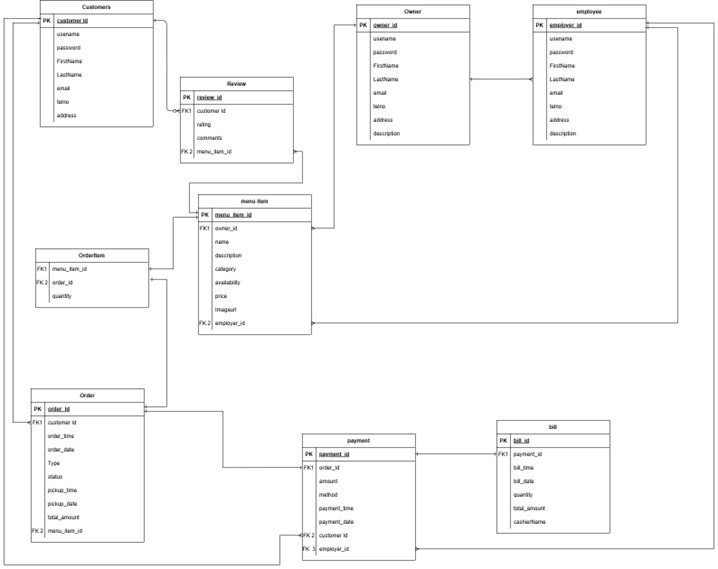 Customers
PK customer Id
usename
password
FirstName
LastName
email
telno
address
Owner
PK owner_id
usename
password
FirstName
LastName
email
telno
address
description
employee
PK employer_id
usename
password
FirstName
LastName
email
telno
address
description
Review
PK review_id
FK1 customer Id
rating
comments
FK 2 menu_item_id
menu item
PK menu_item_id
FK1 owner_id
name
description
category
availability
price
Imageurl
FK 2 employer_id
OrderItem
FK1 menu_item_id
FK 2 order_Id
quantity
Order
PK order_Id
FK1 customer Id
order_time
order_date
Type
status
pickup_time
pickup_date
total_amount
FK 2 menu_item_id
payment
PK payment_id
FK1 order_Id
amount
method
payment_time
payment_date
FK 2 customer Id
FK 3 employer_id
bill
PK bill_id
FK1 payment_id
bill_time
bill_date
quantity
total_amount
cashierName